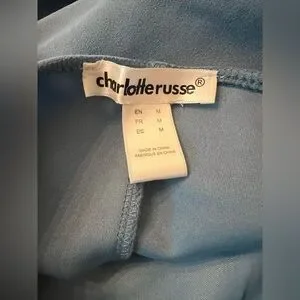 charlotte russe®
EN M
FR M
ES M
MADE IN CHINA
FABRIQUÉ EN CHINE